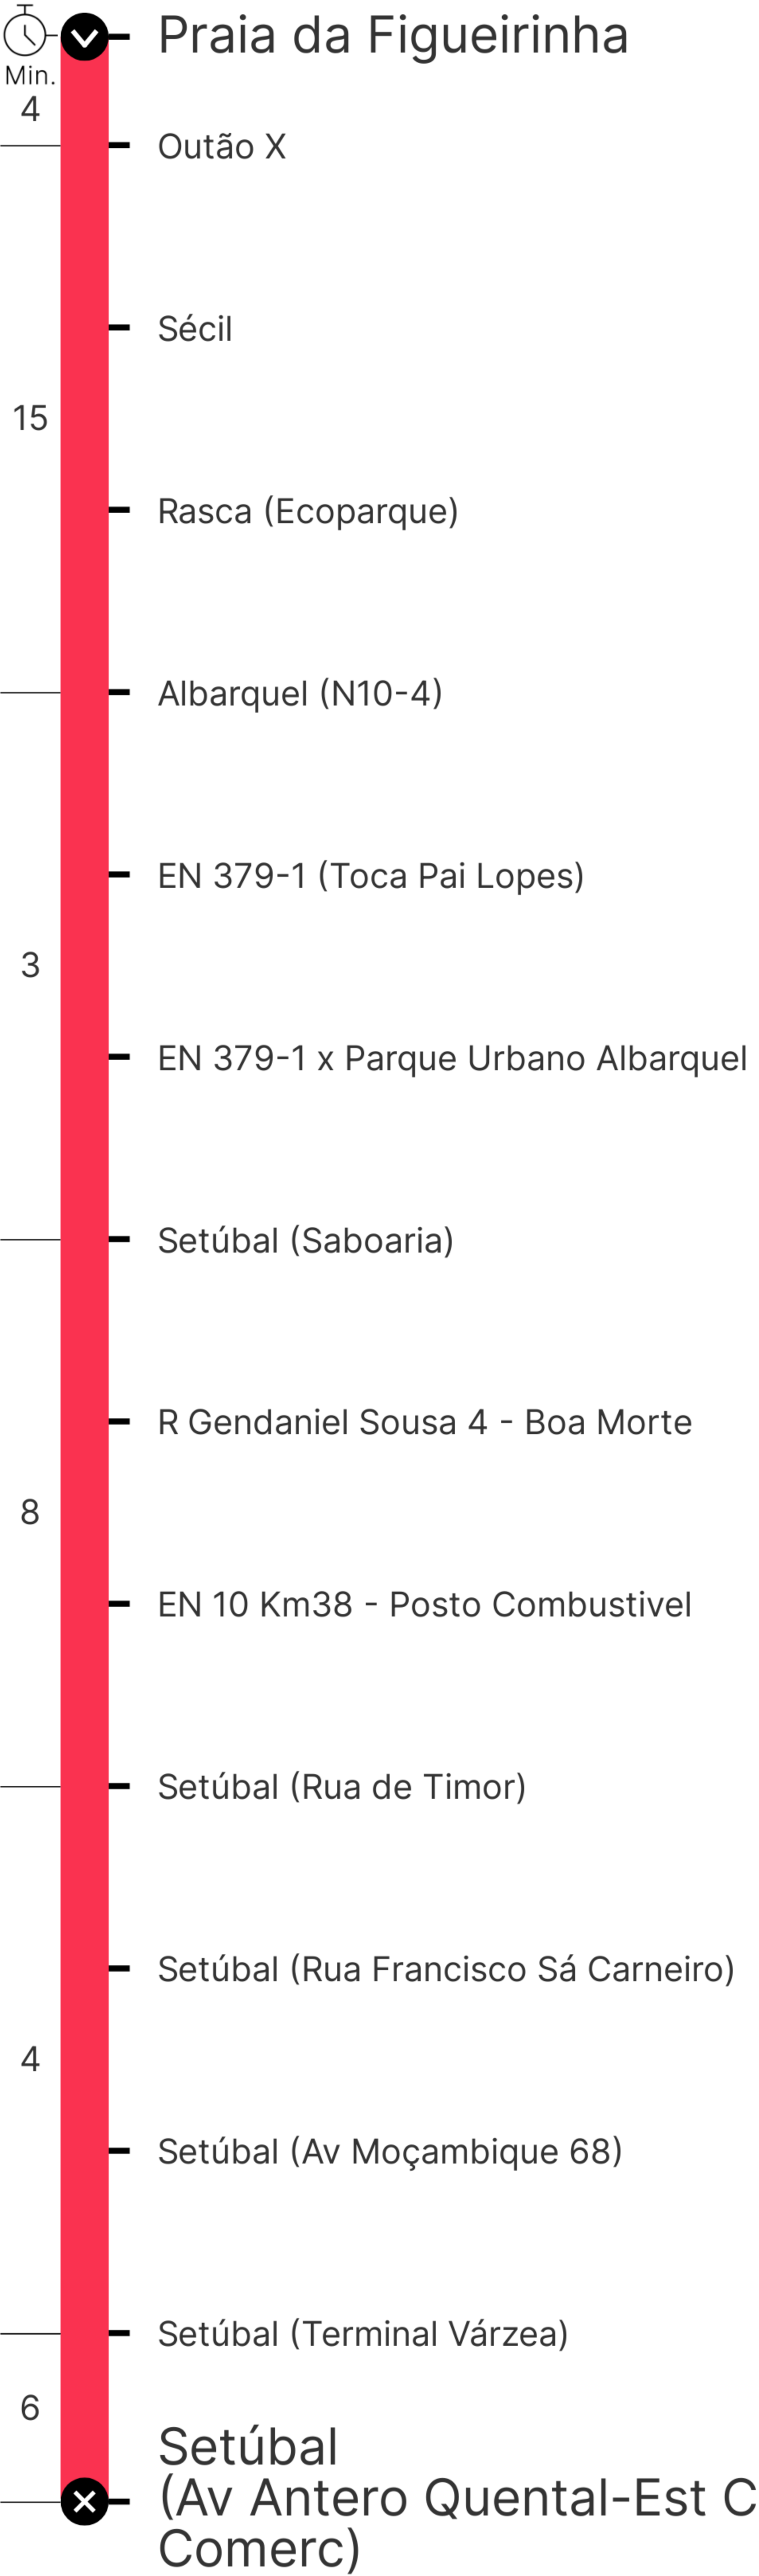 Praia da Figueirinha
Min.
4
Outão X
Sécil
15
Rasca (Ecoparque)
Albarquel (N10-4)
EN 379-1 (Toca Pai Lopes)
3
EN 379-1 x Parque Urbano Albarquel
Setúbal (Saboaria)
R Gendaniel Sousa 4 - Boa Morte
8
EN 10 Km38 - Posto Combustivel
Setúbal (Rua de Timor)
Setúbal (Rua Francisco Sá Carneiro)
4
Setúbal (Av Moçambique 68)
Setúbal (Terminal Várzea)
6
Setúbal
(Av Antero Quental-Est C
Comerc)